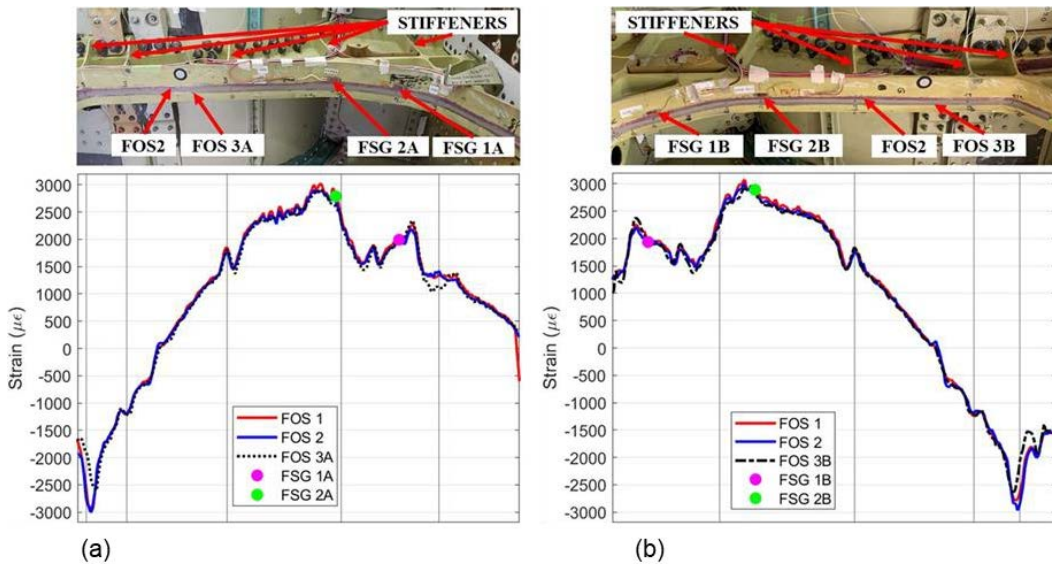 STIFFENERS
FOS2
FOS 3A
FSG 2A
FSG 1A
3000
2500
2000
1500
1000
500
0
-500
-1000
-1500
-2000
-2500
-3000
Strain (με)
FOS 1
FOS 2
FOS 3A
FSG 1A
FSG 2A
(a)
STIFFENERS
FSG 1B
FSG 2B
FOS2
FOS 3B
3000
2500
2000
1500
1000
500
0
-500
-1000
-1500
-2000
-2500
-3000
Strain (με)
FOS 1
FOS 2
FOS 3B
FSG 1B
FSG 2B
(b)